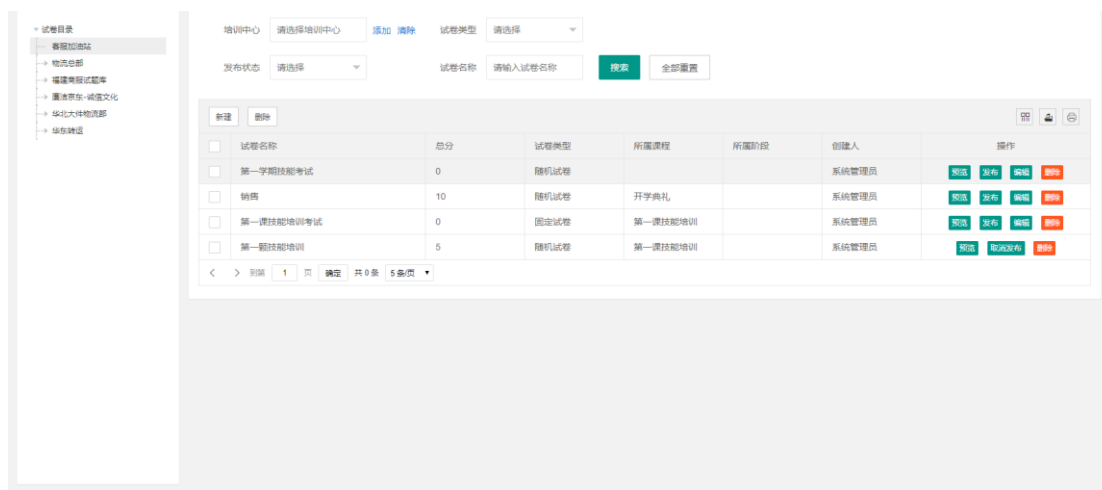 试卷目录
客服加油站
物流总部
福建商服试题库
廉洁京东-诚信文化
华北大件物流部
华东转运
培训中心 请选择培训中心 添加 清除 试卷类型 请选择
发布状态 请选择 试卷名称 请输入试卷名称 搜索 全部重置
新建 删除
试卷名称 总分 试卷类型 所属课程 所属阶段 创建人 操作
第一学期技能考试 0 随机试卷 系统管理员 预览 发布 编辑 删除
销售 10 随机试卷 开学典礼 系统管理员 预览 发布 编辑 删除
第一课技能培训考试 0 固定试卷 第一课技能培训 系统管理员 预览 发布 编辑 删除
第一题技能培训 5 随机试卷 第一课技能培训 系统管理员 预览 取消发布 删除
到第 1 页 确定 共 0 条 5 条/页